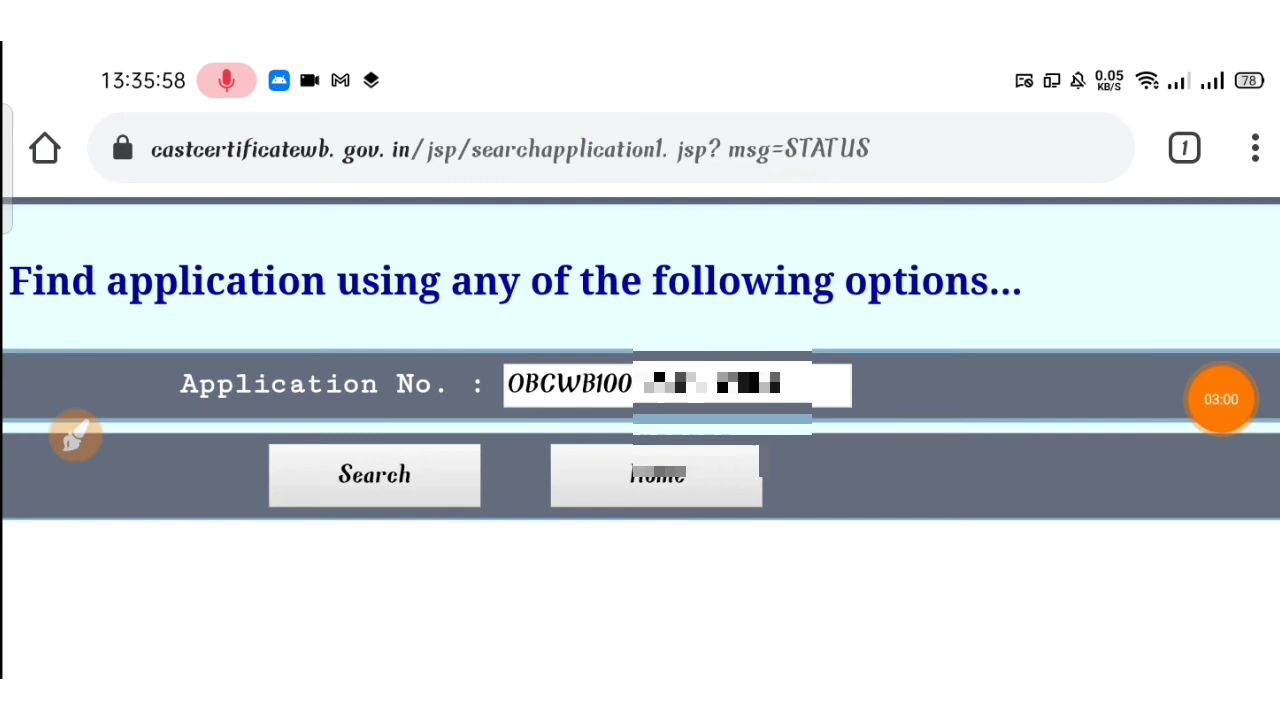 13:35:58 0.05 KB/S 78
castcertificatewb. gov. in/jsp/searchapplication1. jsp? msg=STATUS 1
Find application using any of the following options...
Application No. : OBCWB100
03:00
Search Home